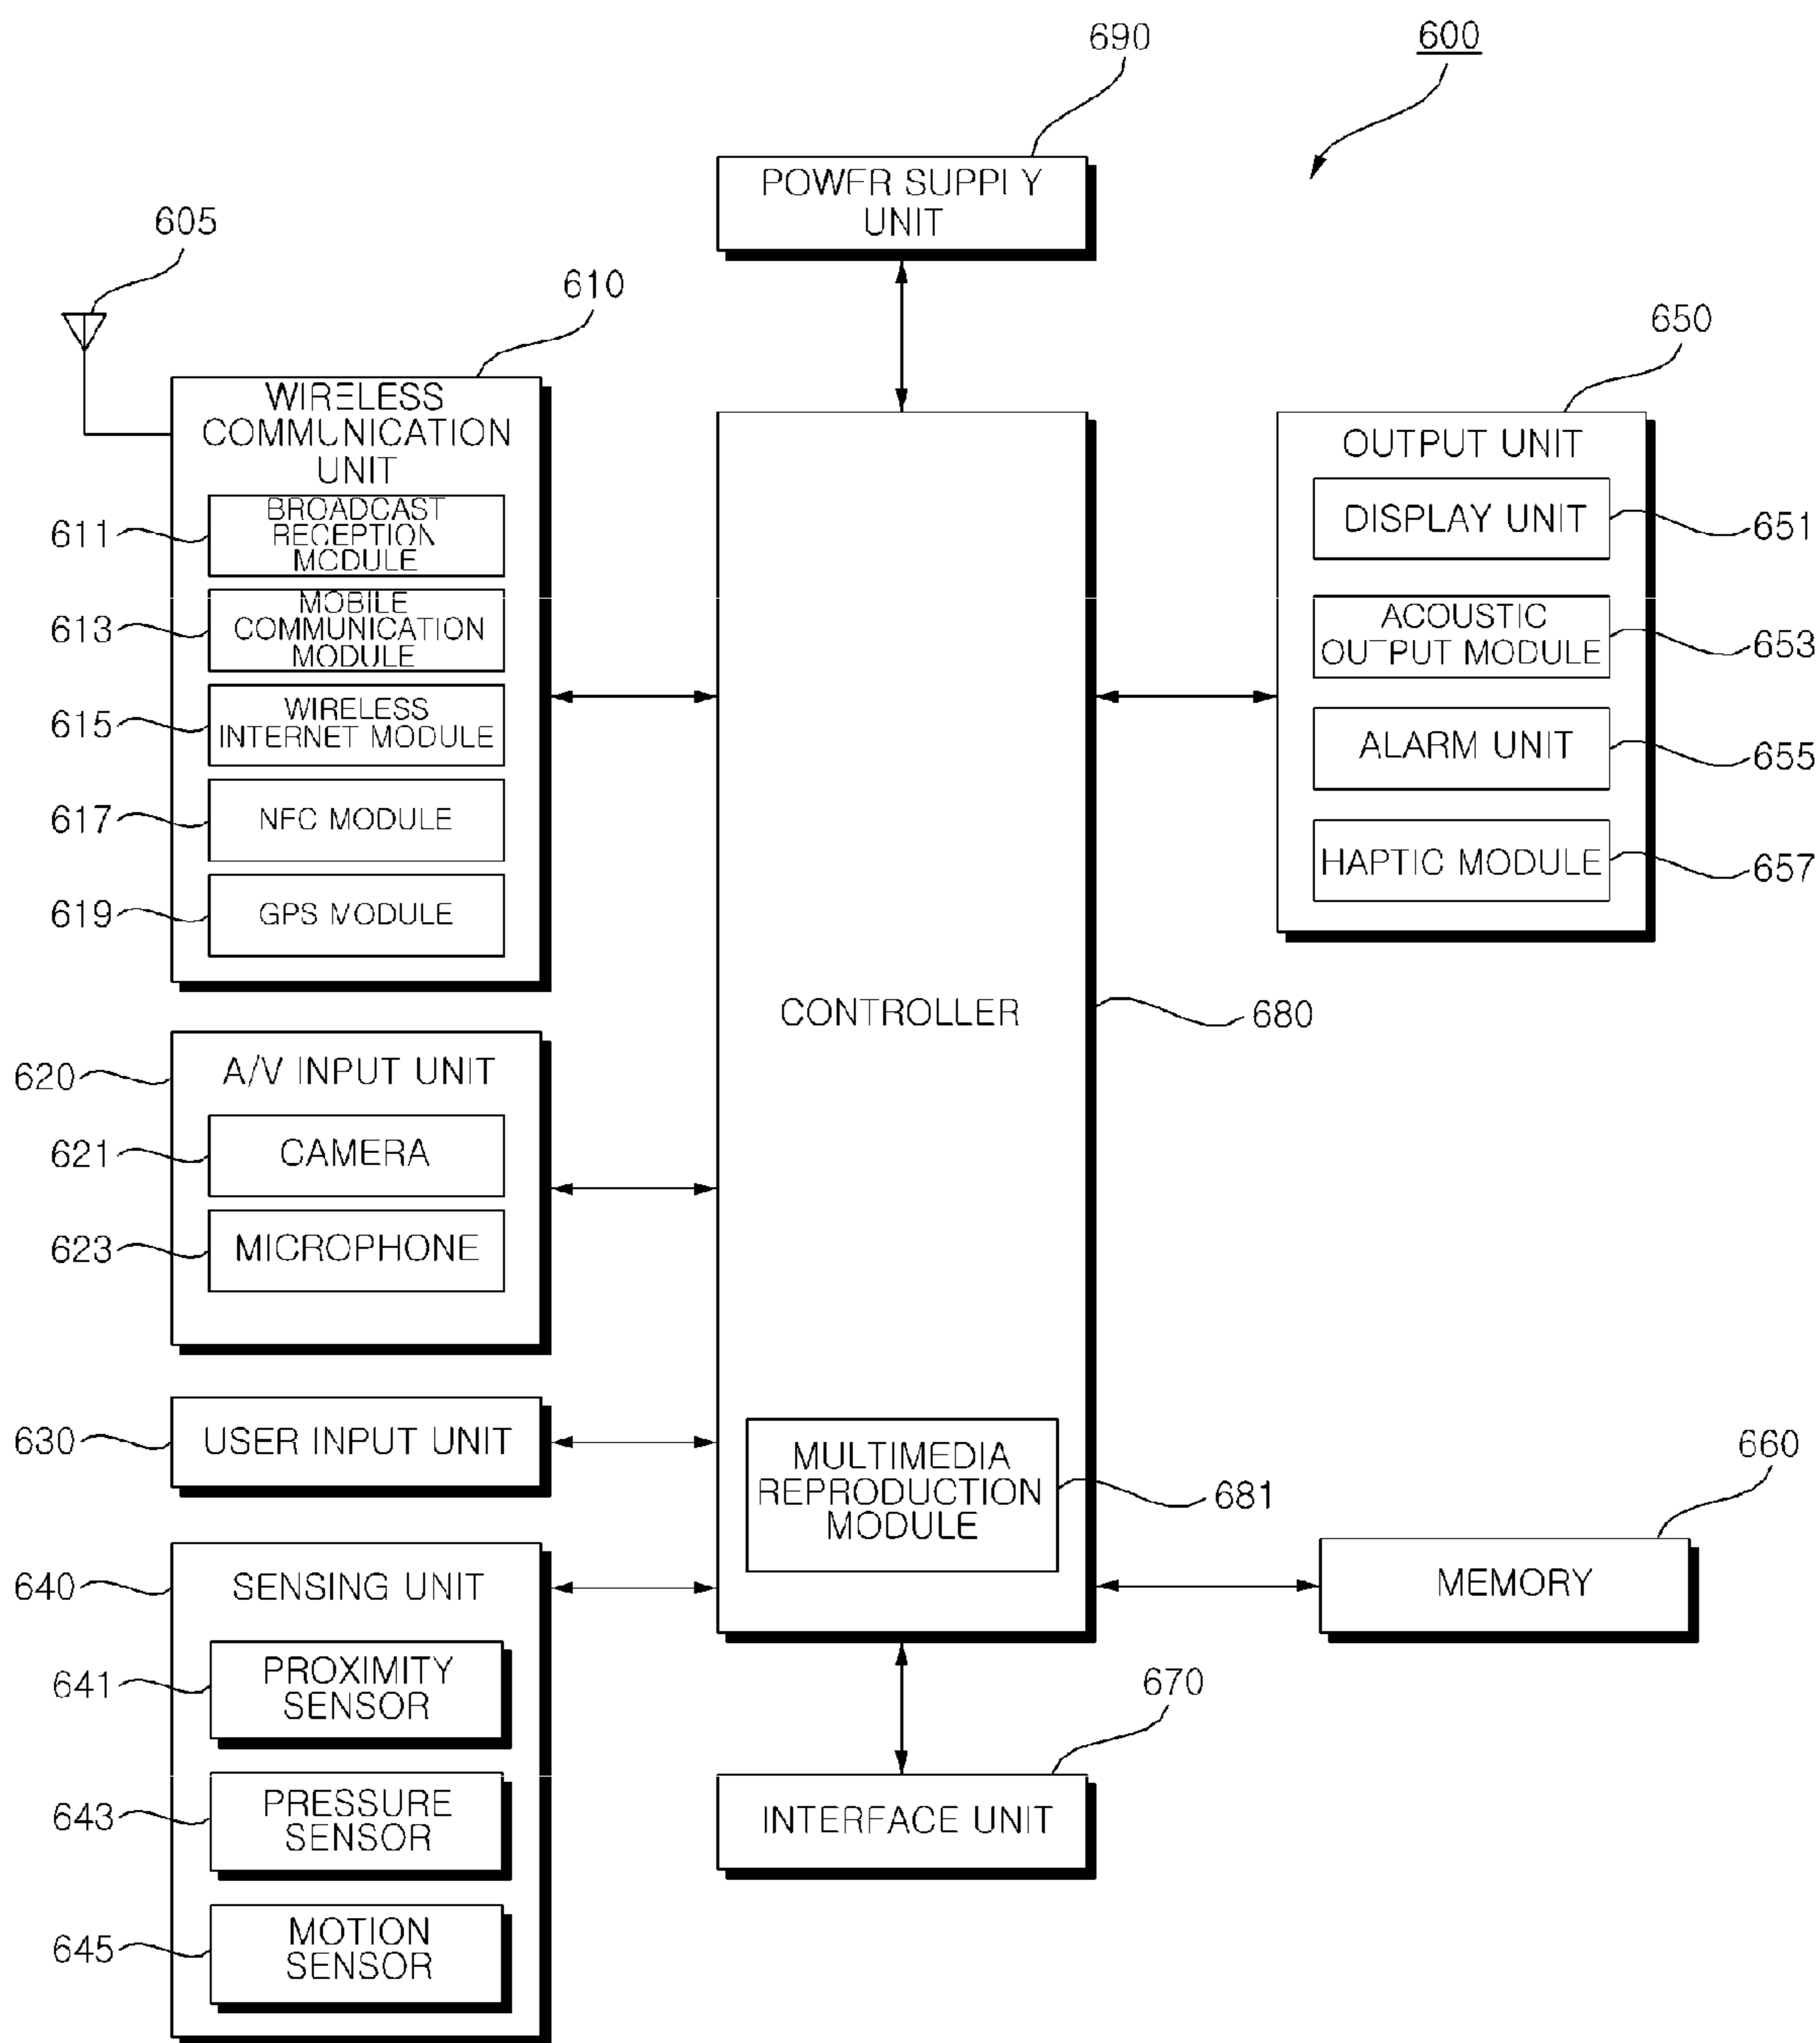 690
600
POWER SUPPLY
UNIT
605
610
650
WIRELESS
COMMUNICATION
UNIT
611
BROADCAST
RECEPTION
MODULE
613
MOBILE
COMMUNICATION
MODULE
615
WIRELESS
INTERNET MODULE
617
NFC MODULE
619
GPS MODULE
OUTPUT UNIT
DISPLAY UNIT
651
ACOUSTIC
OUTPUT MODULE
653
ALARM UNIT
655
HAPTIC MODULE
657
CONTROLLER
680
620
A/V INPUT UNIT
621
CAMERA
623
MICROPHONE
630
USER INPUT UNIT
MULTIMEDIA
REPRODUCTION
MODULE
681
660
MEMORY
640
SENSING UNIT
641
PROXIMITY
SENSOR
643
PRESSURE
SENSOR
645
MOTION
SENSOR
670
INTERFACE UNIT